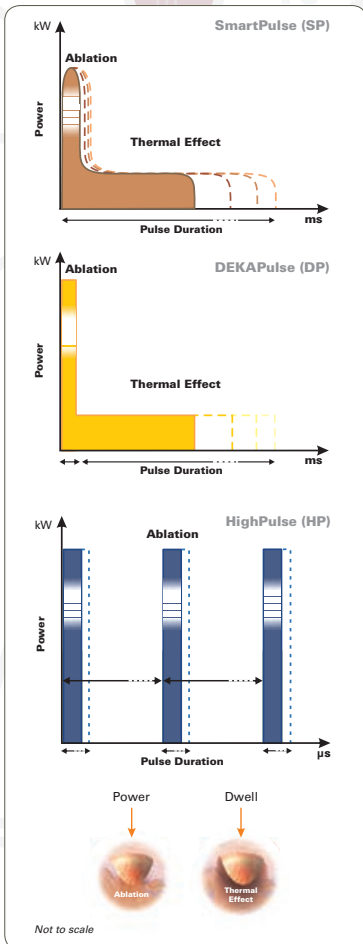 SmartPulse (SP)
kW
Ablation
Power
Thermal Effect
ms
Pulse Duration
DEKAPulse (DP)
kW
Ablation
Power
Thermal Effect
ms
Pulse Duration
HighPulse (HP)
kW
Ablation
Power
µs
Pulse Duration
Power
Dwell
Ablation
Thermal
Effect
Not to scale